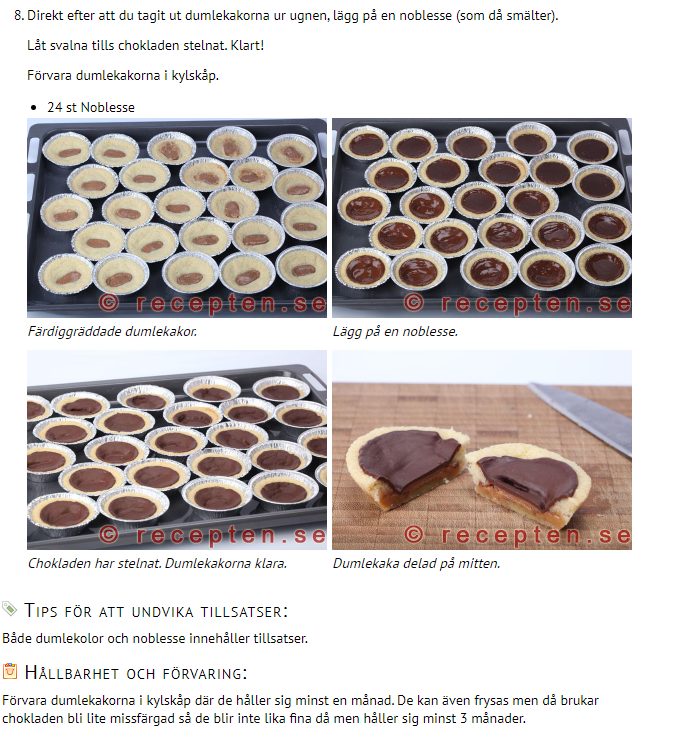 8. Direkt efter att du tagit ut dumlekakorna ur ugnen, lägg på en noblesse (som då smälter).
Låt svalna tills chokladen stelnat. Klart!
Förvara dumlekakorna i kylskåp.
• 24 st Noblesse
© recepten.se
© recepten.se
Färdiggräddade dumlekakor.
Lägg på en noblesse.
© recepten.se
© recepten.se
Chokladen har stelnat. Dumlekakorna klara.
Dumlekaka delad på mitten.
Tips för att undvika tillsatser:
Både dumlekolor och noblesse innehåller tillsatser.
Hållbarhet och förvaring:
Förvara dumlekakorna i kylskåp där de håller sig minst en månad. De kan även frysas men då brukar
chokladen bli lite missfärgad så de blir inte lika fina då men håller sig minst 3 månader.